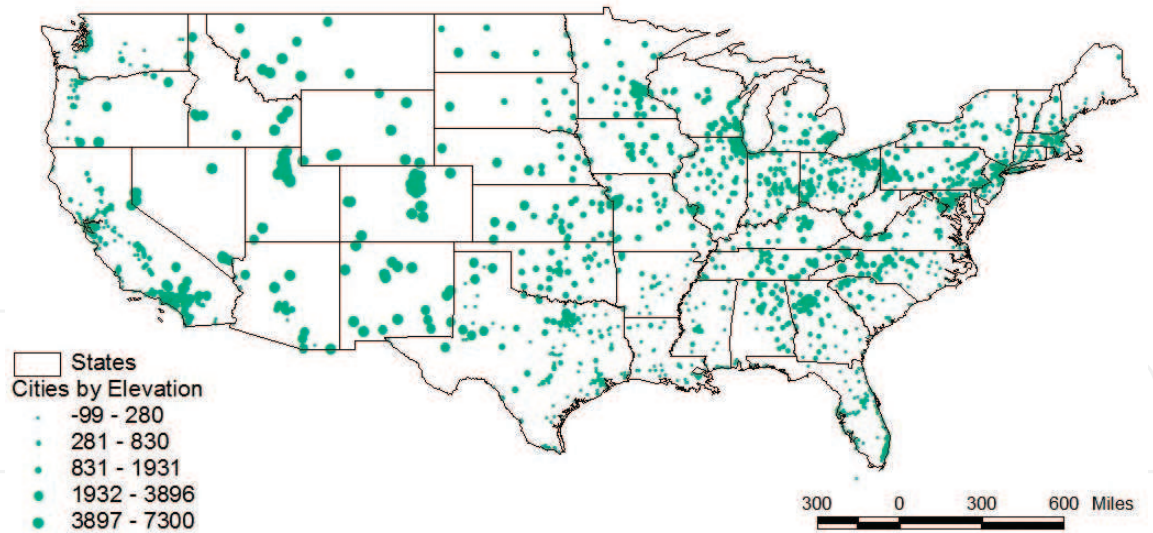 States
Cities by Elevation
-99 - 280
281 - 830
831 - 1931
1932 - 3896
3897 - 7300
300 0 300 600 Miles